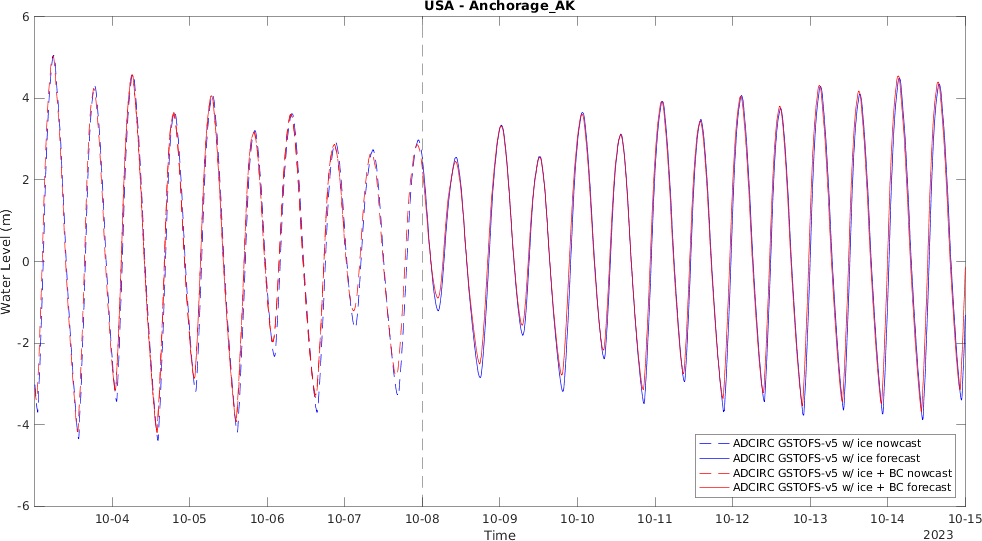 USA - Anchorage_AK
6
4
2
0
-2
-4
-6
Water Level (m)
ADCIRC GSTOFS-v5 w/ ice nowcast
ADCIRC GSTOFS-v5 w/ ice forecast
ADCIRC GSTOFS-v5 w/ ice + BC nowcast
ADCIRC GSTOFS-v5 w/ ice + BC forecast
10-04 10-05 10-06 10-07 10-08 10-09 10-10 10-11 10-12 10-13 10-14 10-15
Time
2023